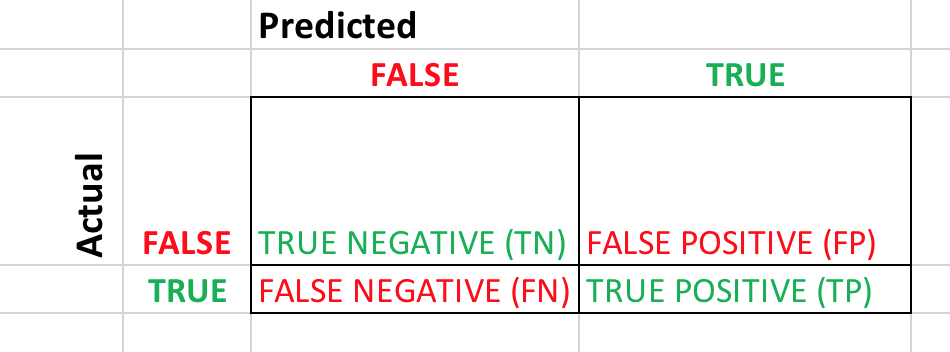 Predicted
FALSE TRUE
Actual
FALSE TRUE NEGATIVE (TN) FALSE POSITIVE (FP)
TRUE FALSE NEGATIVE (FN) TRUE POSITIVE (TP)